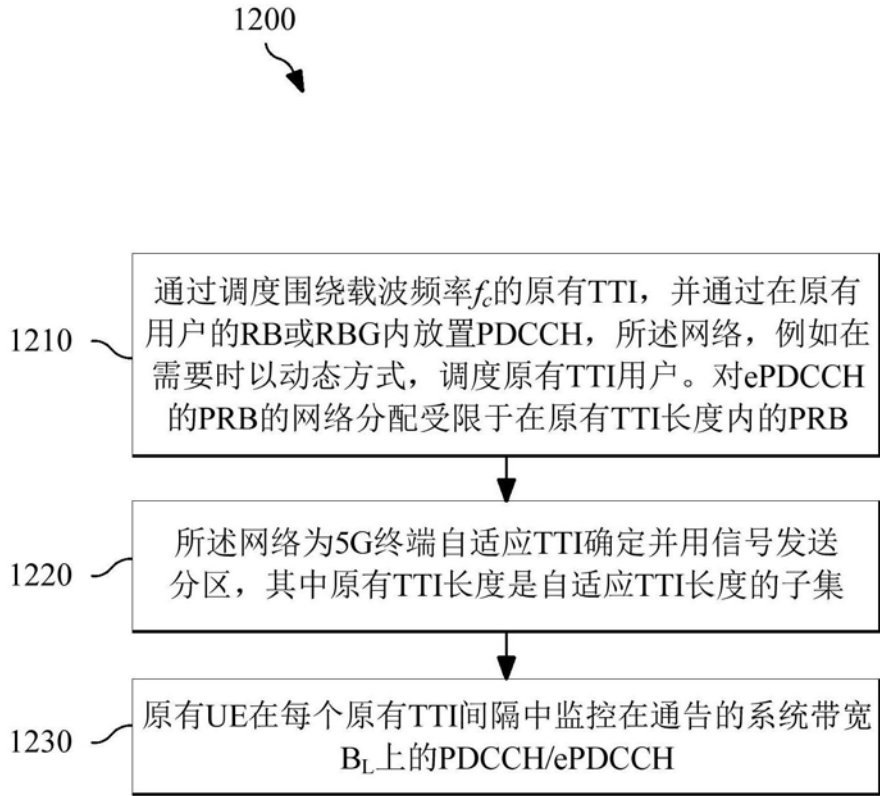 1200
1210
通过调度围绕载波频率fc的原有TTI，并通过在原有
用户的RB或RBG内放置PDCCH，所述网络，例如在
需要时以动态方式，调度原有TTI用户。对ePDCCH
的PRB的网络分配受限于在原有TTI长度内的PRB
1220
所述网络为5G终端自适应TTI确定并用信号发送
分区，其中原有TTI长度是自适应TTI长度的子集
1230
原有UE在每个原有TTI间隔中监控在通告的系统带宽
BL上的PDCCH/ePDCCH